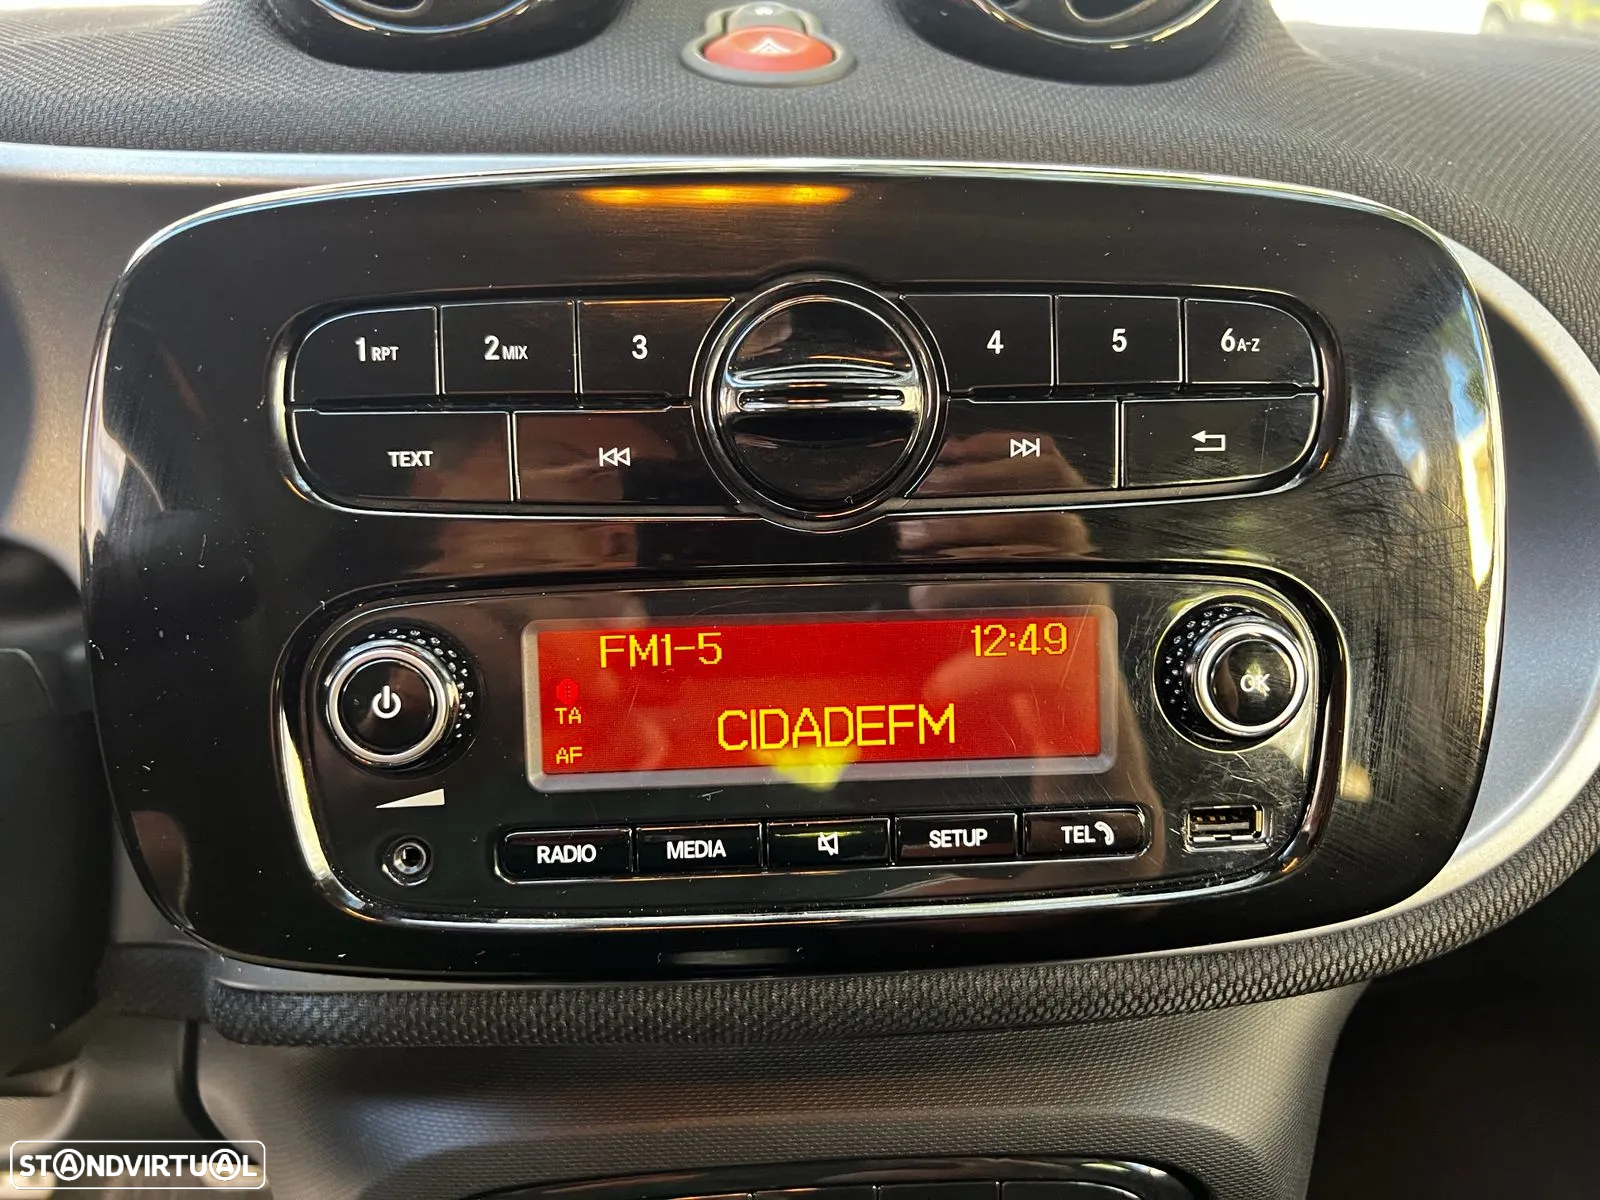 1 RPT 2 MIX 3 4 5 6 A-Z
TEXT
FM1-5 12:49
TA
CIDADEFM
AF
OK
RADIO MEDIA SETUP TEL
STANDVIRTUAL